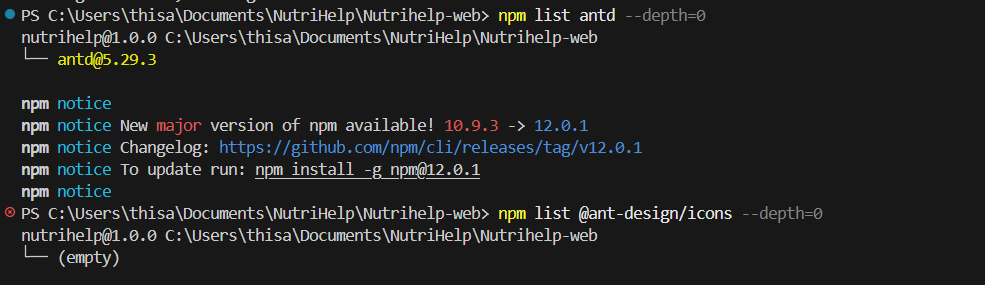 PS C:\Users\thisa\Documents\NutriHelp\Nutrihelp-web> npm list antd --depth=0
nutrihelp@1.0.0 C:\Users\thisa\Documents\NutriHelp\Nutrihelp-web
└── antd@5.29.3
npm notice
npm notice New major version of npm available! 10.9.3 -> 12.0.1
npm notice Changelog: https://github.com/npm/cli/releases/tag/v12.0.1
npm notice To update run: npm install -g npm@12.0.1
npm notice
PS C:\Users\thisa\Documents\NutriHelp\Nutrihelp-web> npm list @ant-design/icons --depth=0
nutrihelp@1.0.0 C:\Users\thisa\Documents\NutriHelp\Nutrihelp-web
└── (empty)